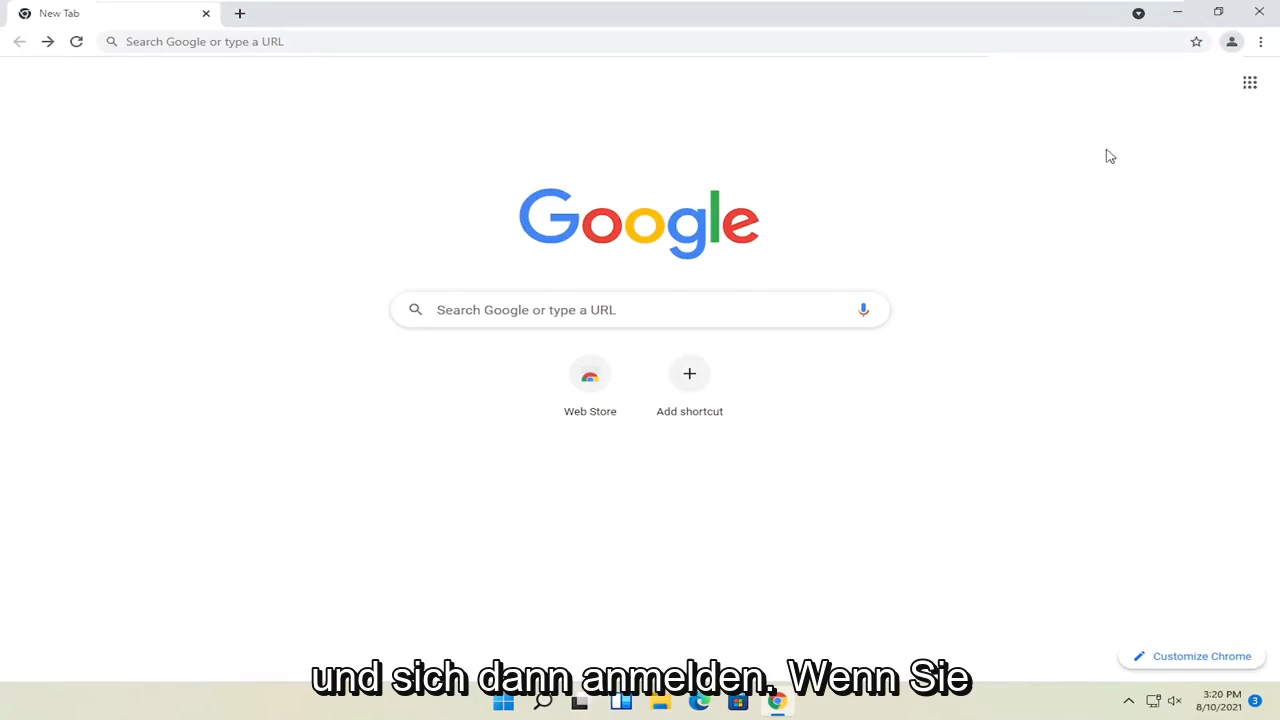 New Tab
Search Google or type a URL
Google
Search Google or type a URL
Web Store
Add shortcut
Customize Chrome
und sich dann anmelden. Wenn Sie
3:20 PM
8/10/2021
3